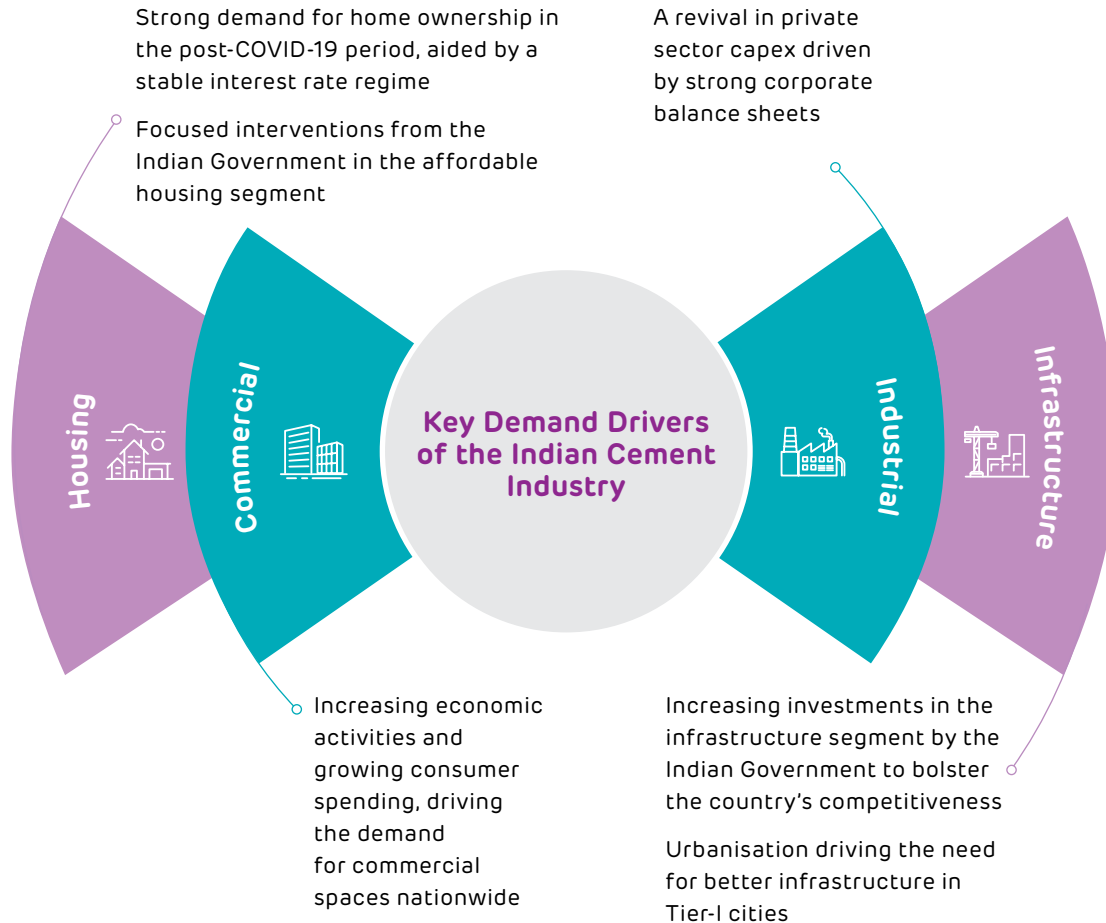 Strong demand for home ownership in
the post-COVID-19 period, aided by a
stable interest rate regime
Focused interventions from the
Indian Government in the affordable
housing segment
A revival in private
sector capex driven
by strong corporate
balance sheets
Housing
Commercial
Key Demand Drivers
of the Indian Cement
Industry
Industrial
Infrastructure
Increasing economic
activities and
growing consumer
spending, driving
the demand
for commercial
spaces nationwide
Increasing investments in the
infrastructure segment by the
Indian Government to bolster
the country's competitiveness
Urbanisation driving the need
for better infrastructure in
Tier-I cities